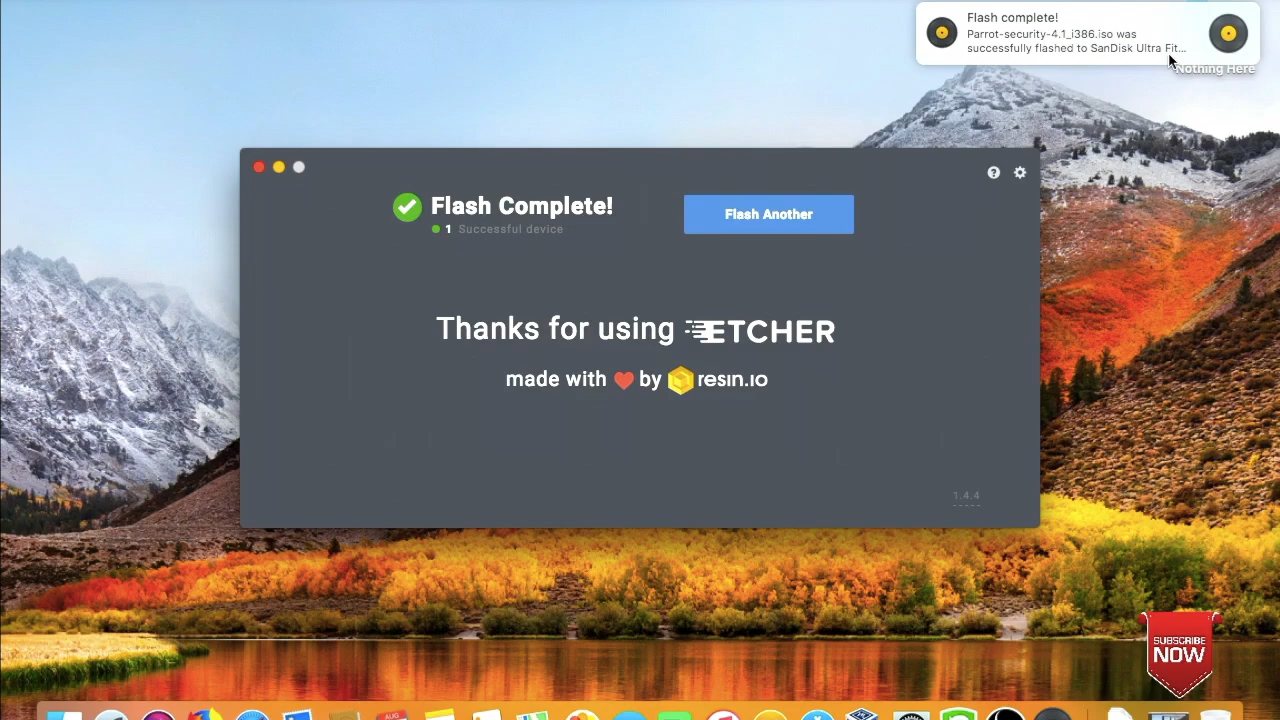 Flash complete!
Parrot-security-4.1_i386.iso was
successfully flashed to SanDisk Ultra Fit...
Nothing Here
Flash Complete!
1 Successful device
Flash Another
Thanks for using ETCHER
made with by resin.io
1.4.4
SUBSCRIBE
NOW
AUG